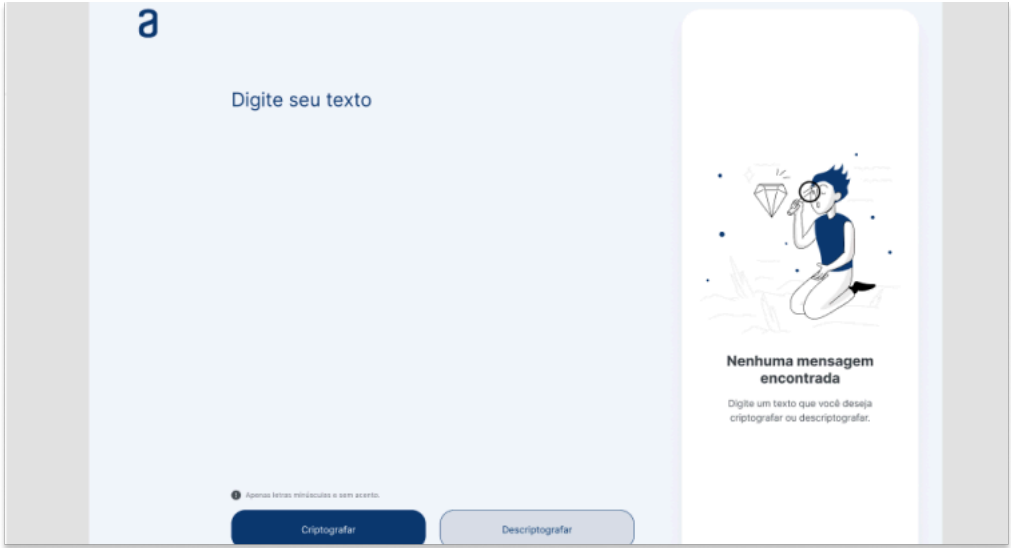 a
Digite seu texto
Nenhuma mensagem
encontrada
Digite um texto que você deseja
criptografar ou descriptografar.
Apenas letras minúsculas e sem acento.
Criptografar
Descriptografar